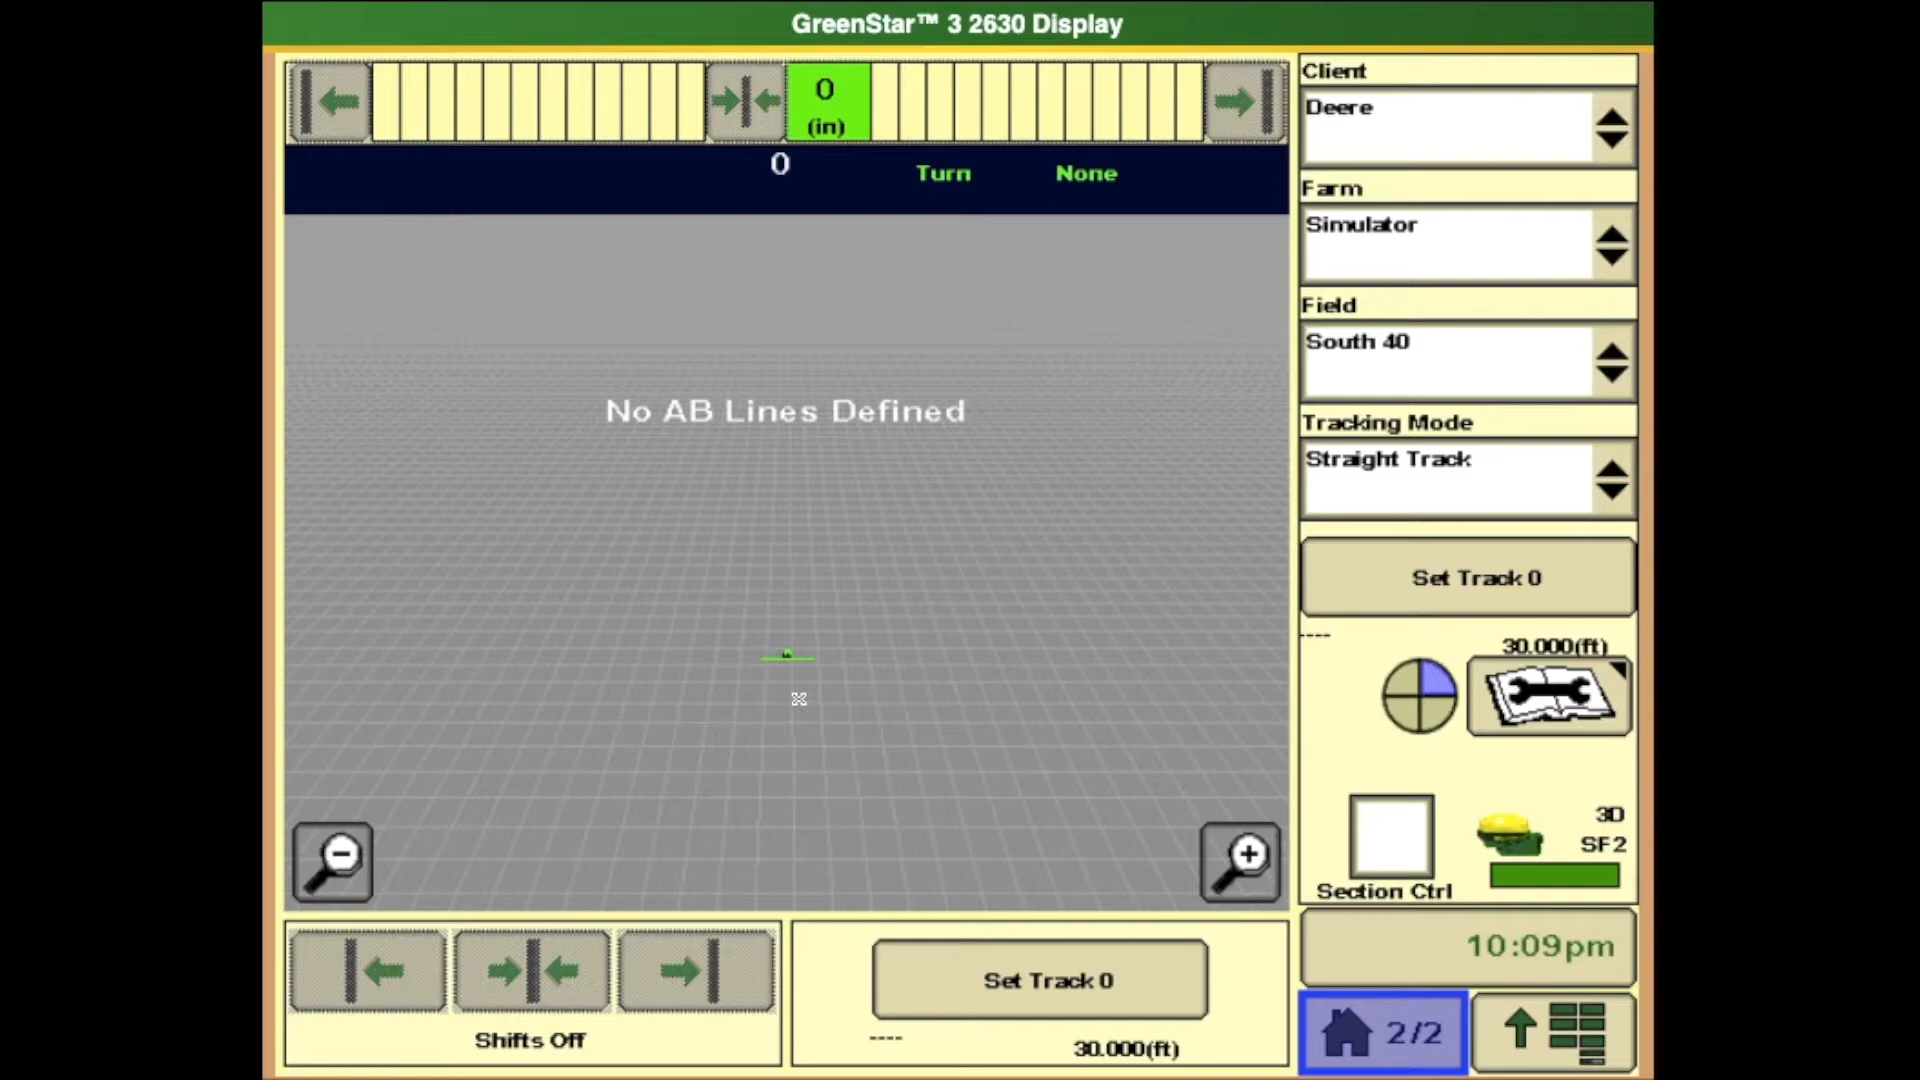 GreenStar™ 3 2630 Display
0
(in)
0
Turn
None
No AB Lines Defined
Shifts Off
Set Track 0
----
30.000(ft)
Client
Deere
Farm
Simulator
Field
South 40
Tracking Mode
Straight Track
Set Track 0
----
30.000(ft)
3D
SF2
Section Ctrl
10:09pm
2/2